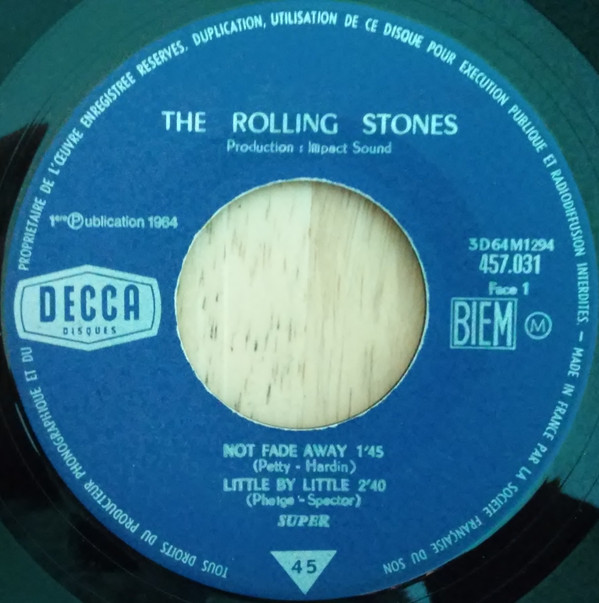 TOUS DROITS DU PRODUCTEUR PHONOGRAPHIQUE ET DU PROPRIETAIRE DE L'ŒUVRE ENREGISTREE RESERVES. DUPLICATION, UTILISATION DE CE DISQUE POUR EXECUTION PUBLIQUE ET RADIODIFFUSION INTERDITES. - MADE IN FRANCE PAR LA SOCIETE FRANÇAISE DU SON
THE ROLLING STONES
Production : Impact Sound
1ère Ⓟublication 1964
3D64M1294
457.031
Face 1
DECCA
DISQUES
BIEM Ⓜ
NOT FADE AWAY 1'45
(Petty - Hardin)
LITTLE BY LITTLE 2'40
(Phelge - Spector)
SUPER
45